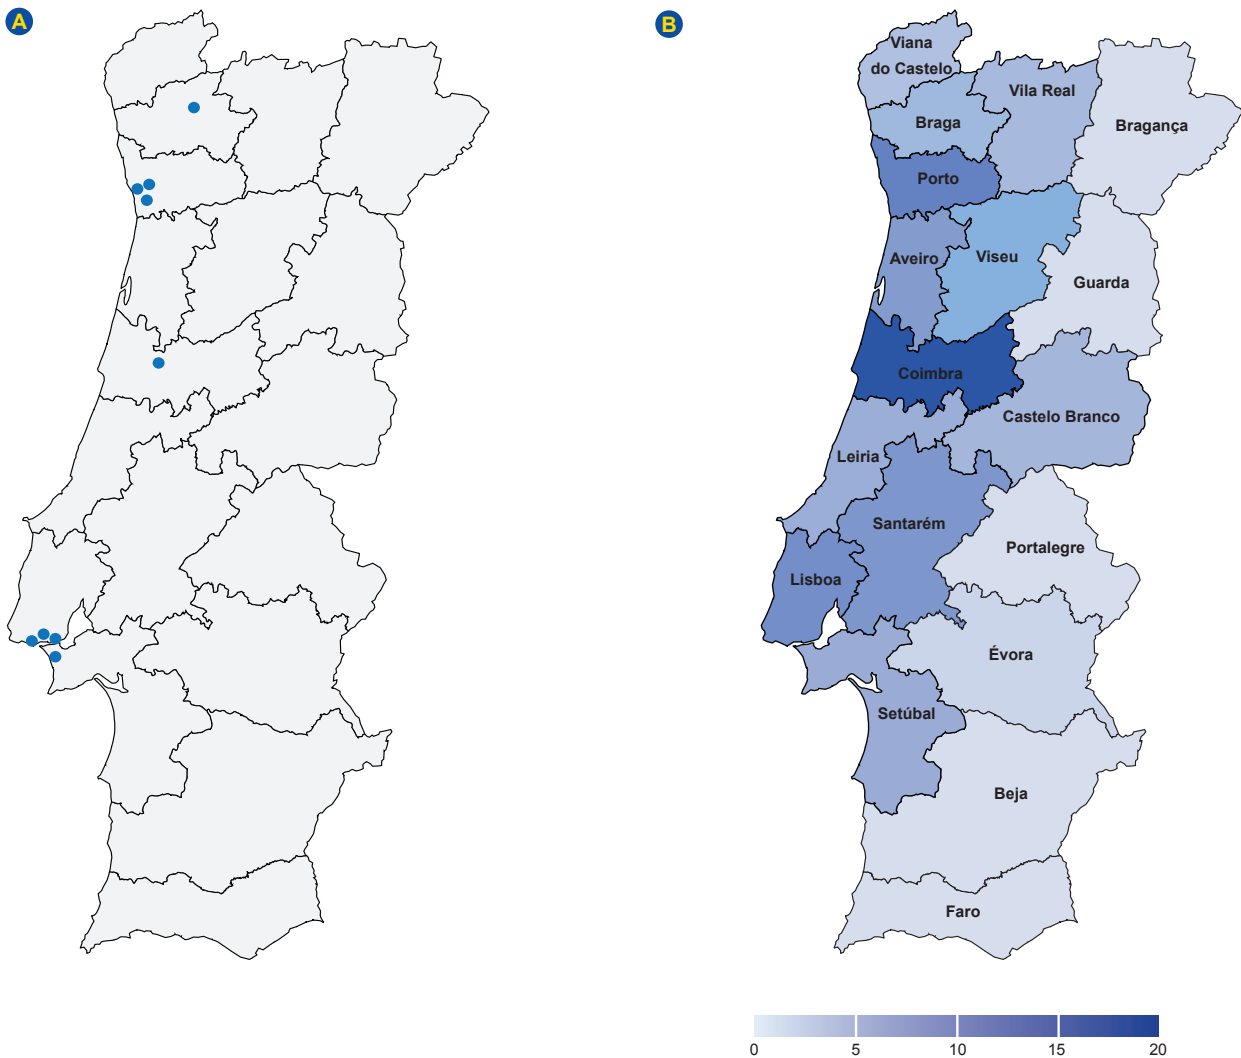 A
B
Viana
do Castelo
Vila Real
Bragança
Braga
Porto
Aveiro
Viseu
Guarda
Coimbra
Castelo Branco
Leiria
Santarém
Portalegre
Lisboa
Évora
Setúbal
Beja
Faro
0 5 10 15 20